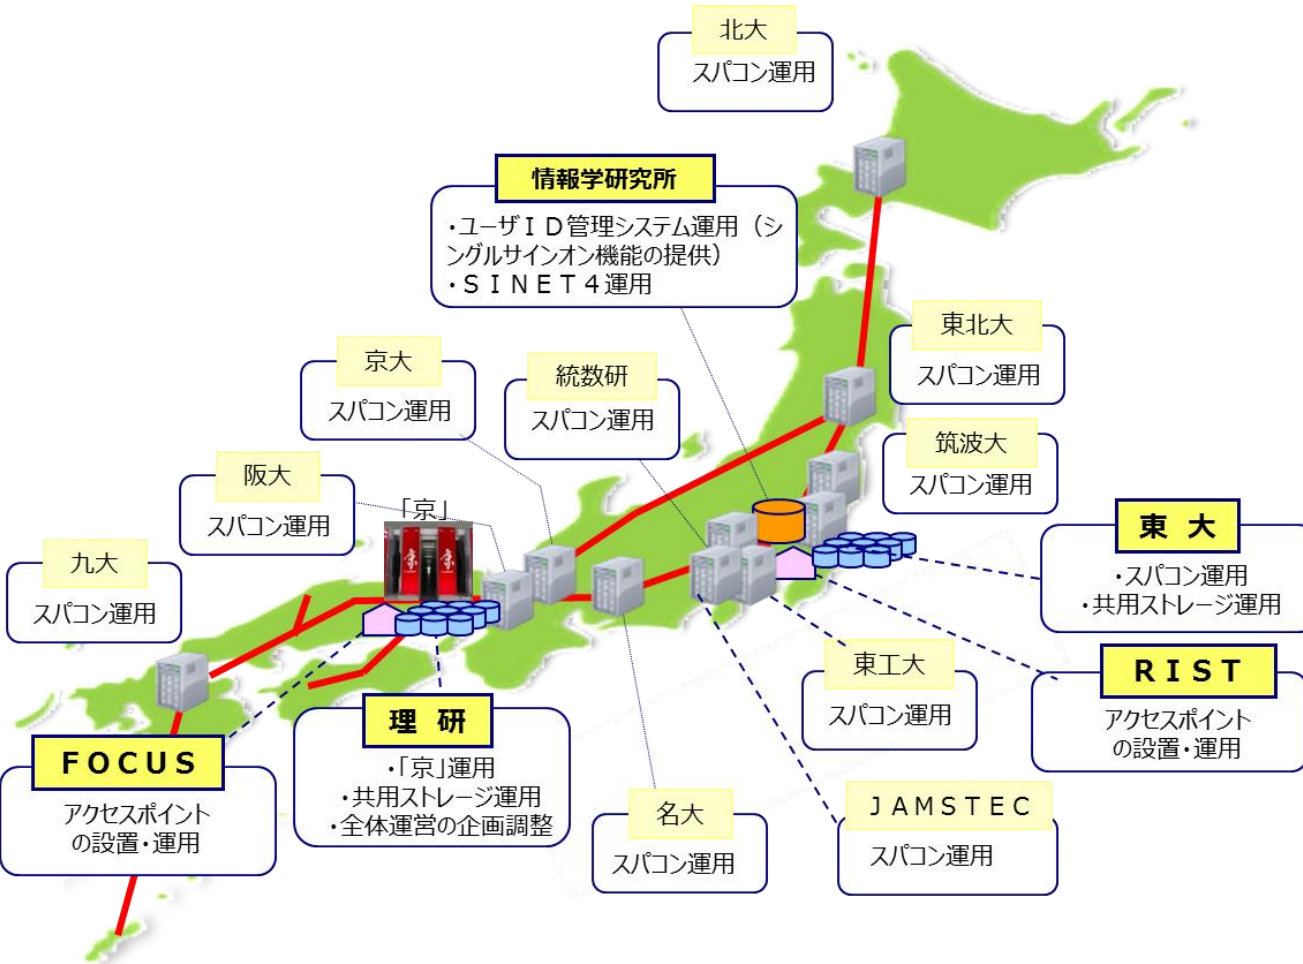 北大
スパコン運用
情報学研究所
・ユーザＩＤ管理システム運用（シ
ングルサインオン機能の提供）
・ＳＩＮＥＴ４運用
東北大
スパコン運用
京大
スパコン運用
統数研
スパコン運用
筑波大
スパコン運用
阪大
スパコン運用
「京」
京
京
東 大
・スパコン運用
・共用ストレージ運用
九大
スパコン運用
東工大
スパコン運用
ＲＩＳＴ
アクセスポイント
の設置・運用
理 研
・「京」運用
・共用ストレージ運用
・全体運営の企画調整
ＦＯＣＵＳ
アクセスポイント
の設置・運用
名大
スパコン運用
ＪＡＭＳＴＥＣ
スパコン運用